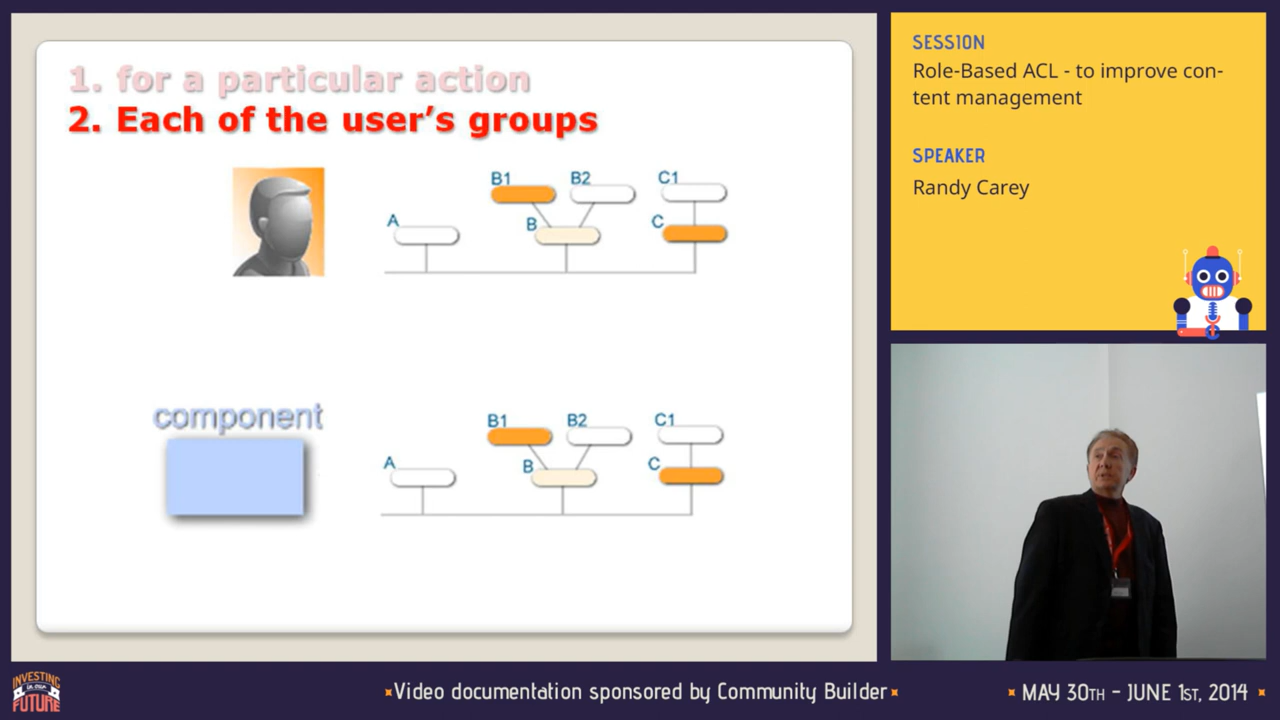 1. for a particular action
2. Each of the user's groups
B1
B2
C1
A
B
C
component
B1
B2
C1
A
B
C
SESSION
Role-Based ACL - to improve con-
tent management
SPEAKER
Randy Carey
INVESTING
IN OUR
FUTURE
Video documentation sponsored by Community Builder
MAY 30TH - JUNE 1ST, 2014